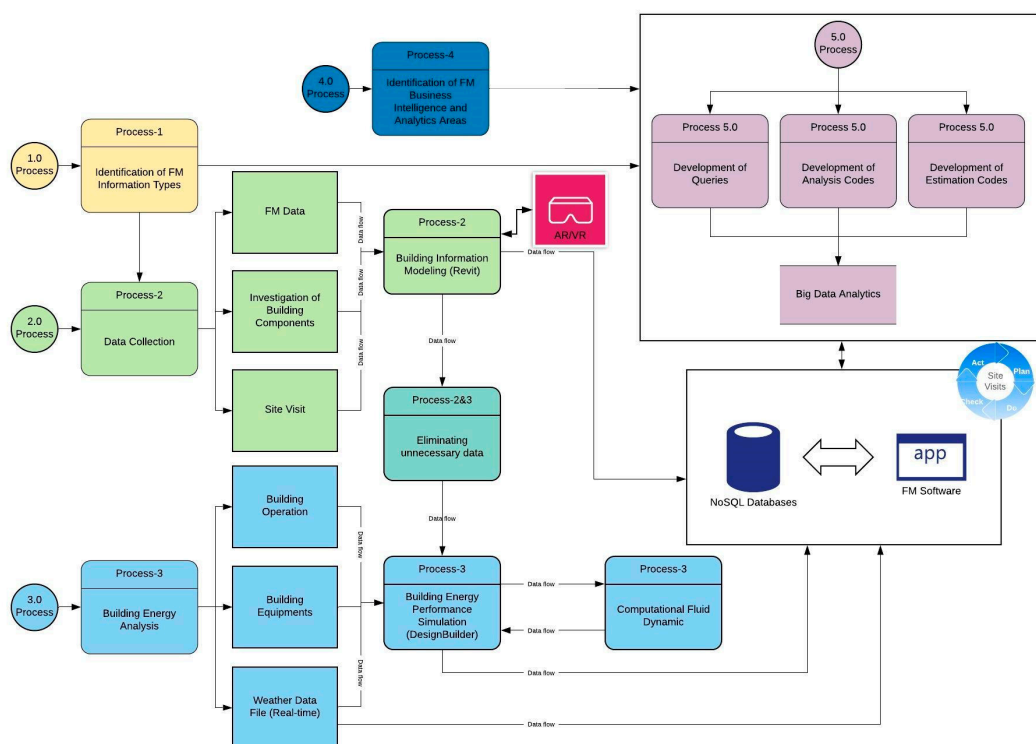 5.0
Process
Process-4
Identification of FM
Business
Intelligence and
Analytics Areas
4.0
Process
Process 5.0
Development of
Queries
Process 5.0
Development of
Analysis Codes
Process 5.0
Development of
Estimation Codes
Process-1
Identification of FM
Information Types
1.0
Process
FM Data
Data flow
Process-2
Building Information
Modeling (Revit)
AR/VR
Data flow
Big Data Analytics
Process-2
Data Collection
2.0
Process
Investigation of
Building
Components
Data flow
Data flow
Site Visit
Data flow
Process-2&3
Eliminating
unnecessary data
Act
Plan
Site
Visits
Check
Do
NoSQL Databases
app
FM Software
Building
Operation
Data flow
Data flow
Process-3
Building Energy
Analysis
3.0
Process
Building
Equipments
Process-3
Building Energy
Performance
Simulation
(DesignBuilder)
Data flow
Data flow
Process-3
Computational Fluid
Dynamic
Data flow
Weather Data
File (Real-time)
Data flow
Data flow
Data flow